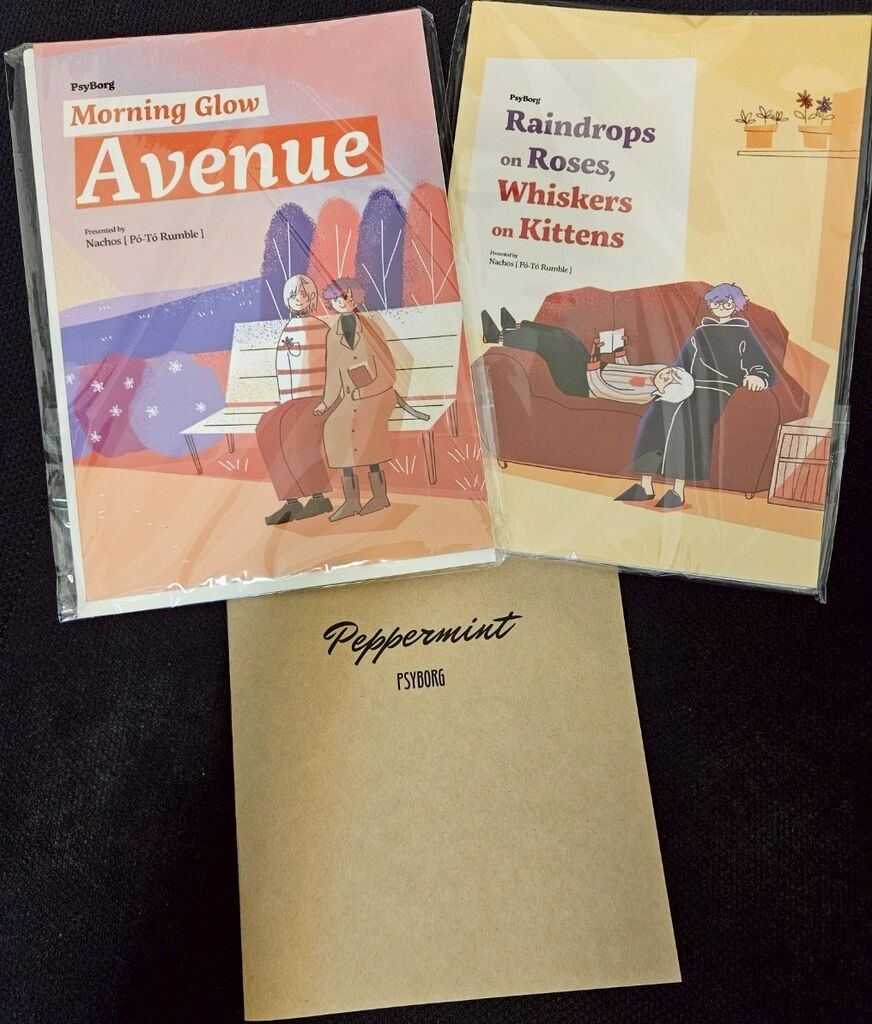 PsyBorg
Morning Glow
Avenue
Presented by
Nachos [ Pó-Tó Rumble ]
PsyBorg
Raindrops
on Roses,
Whiskers
on Kittens
Presented by
Nachos [ Pó-Tó Rumble ]
Peppermint
PSYBORG